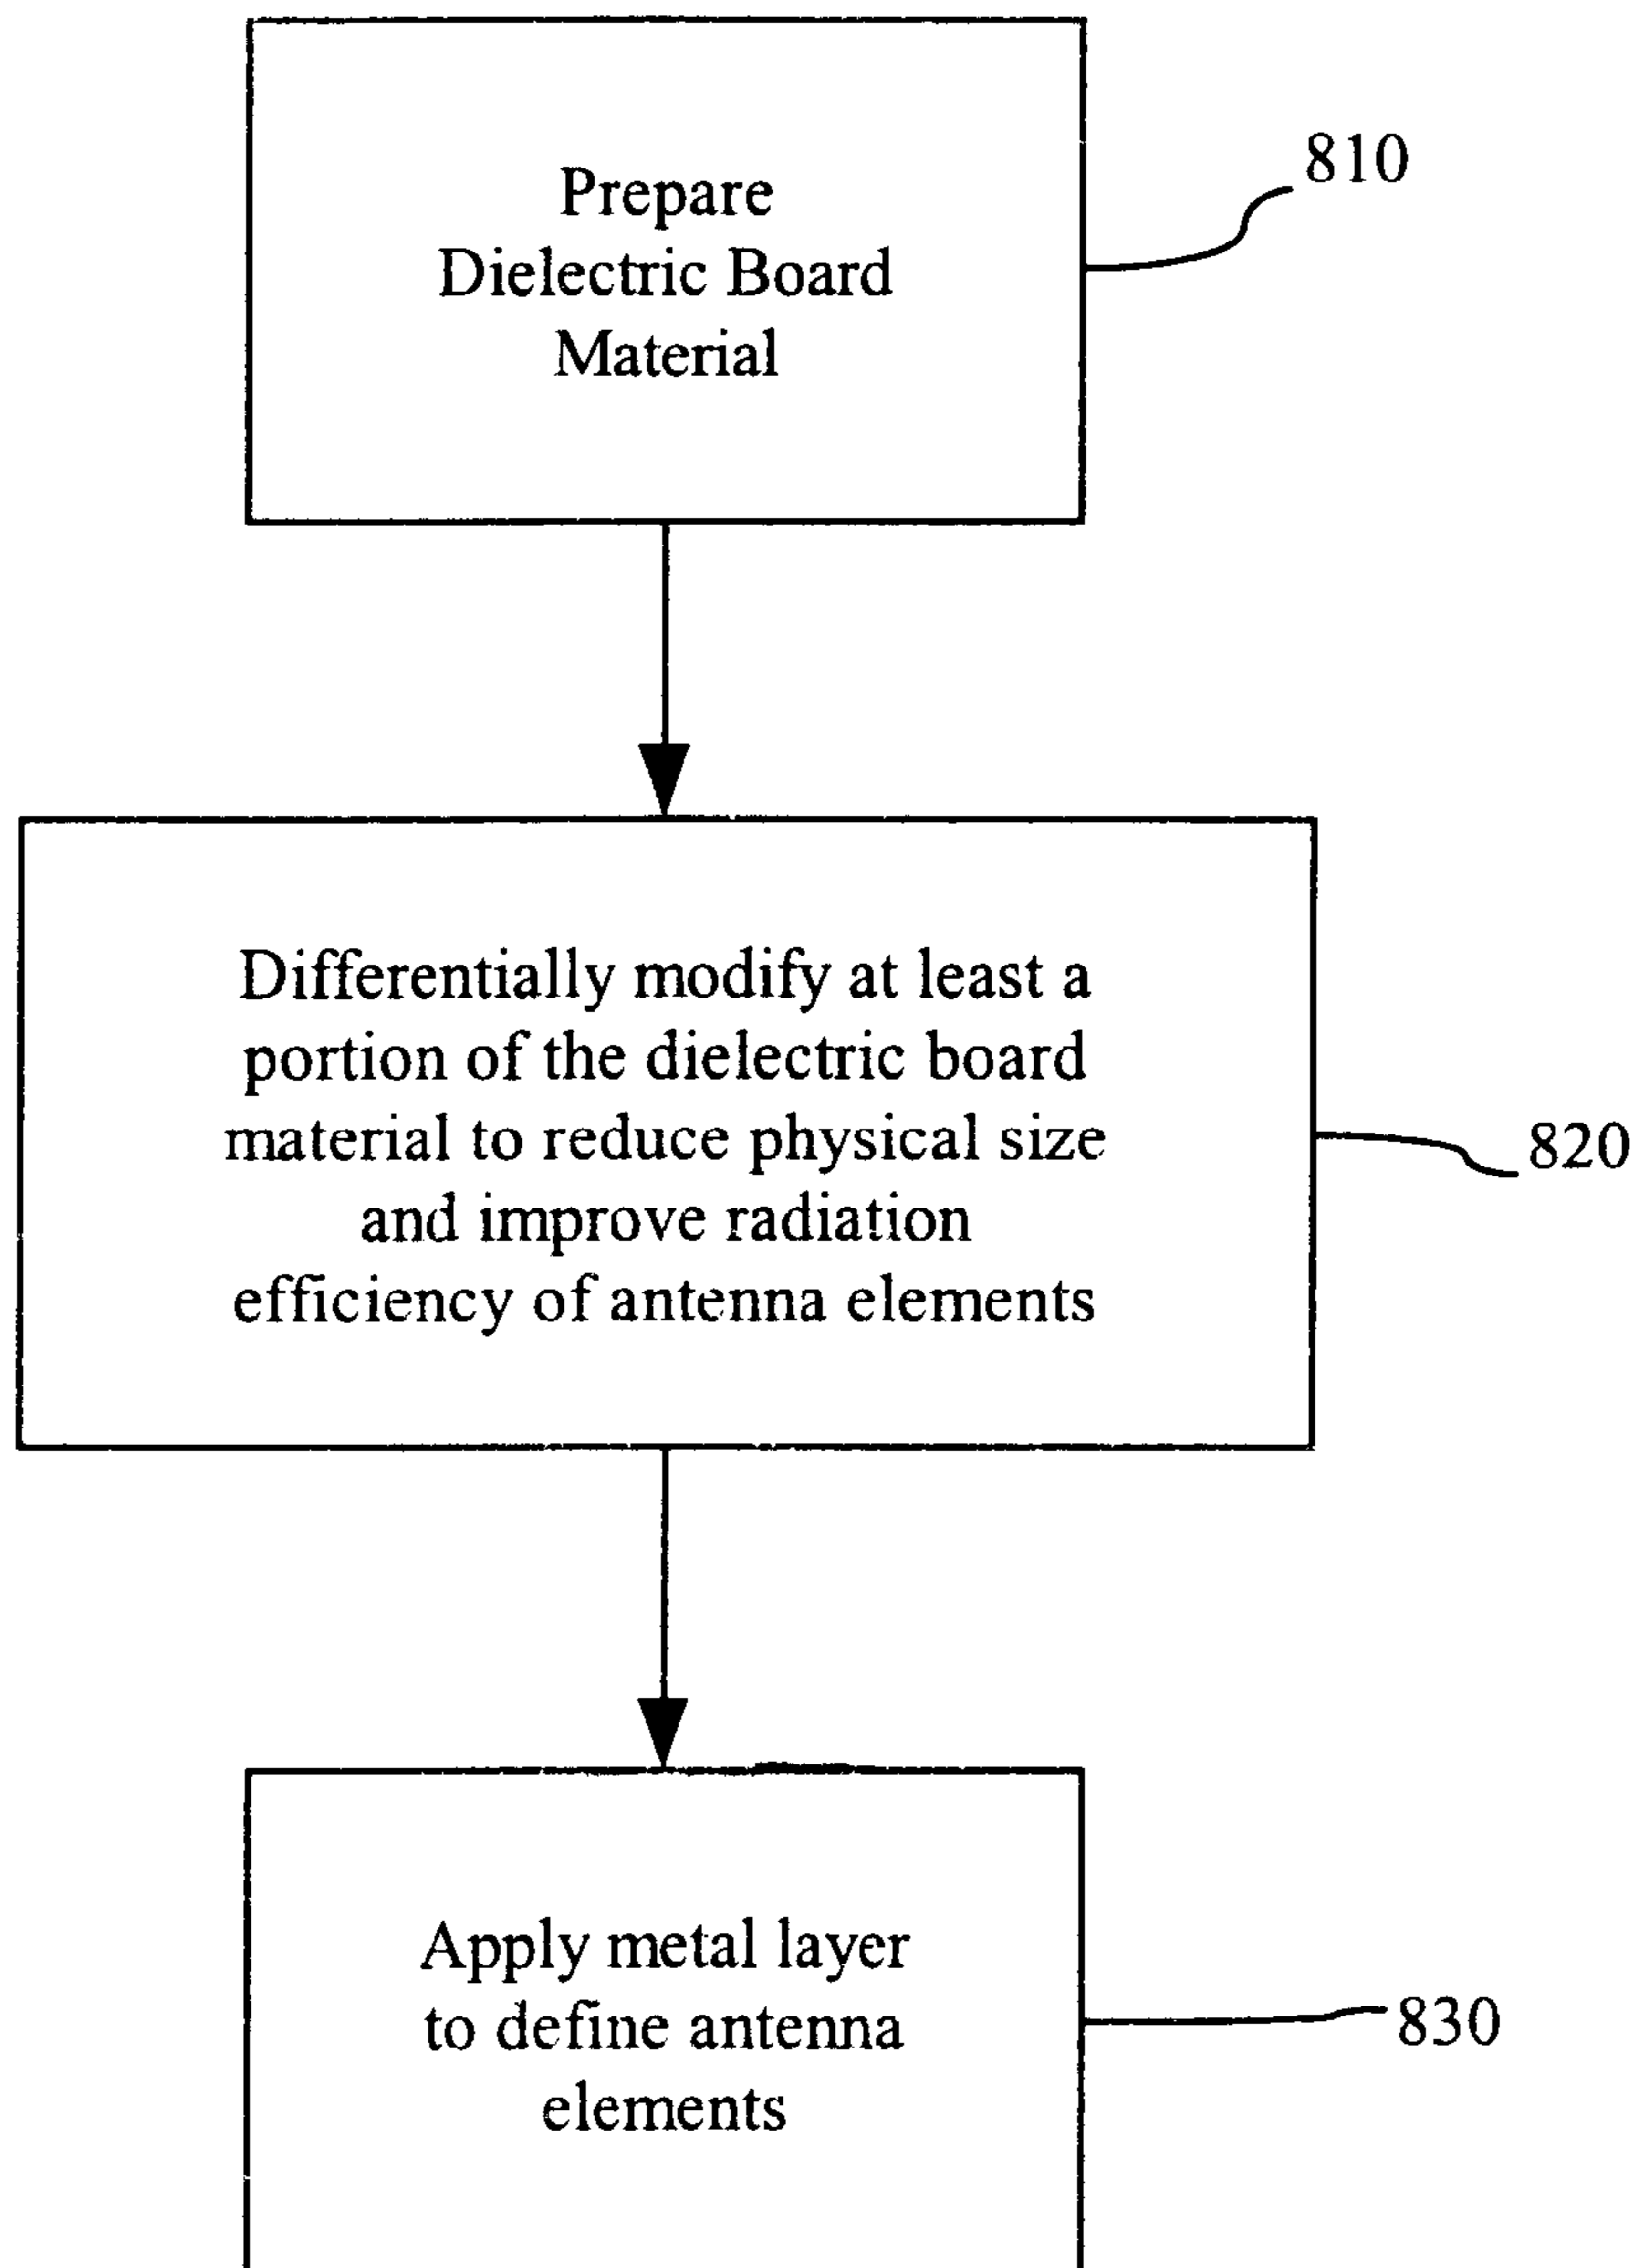 Prepare
Dielectric Board
Material
810
Differentially modify at least a
portion of the dielectric board
material to reduce physical size
and improve radiation
efficiency of antenna elements
820
Apply metal layer
to define antenna
elements
830